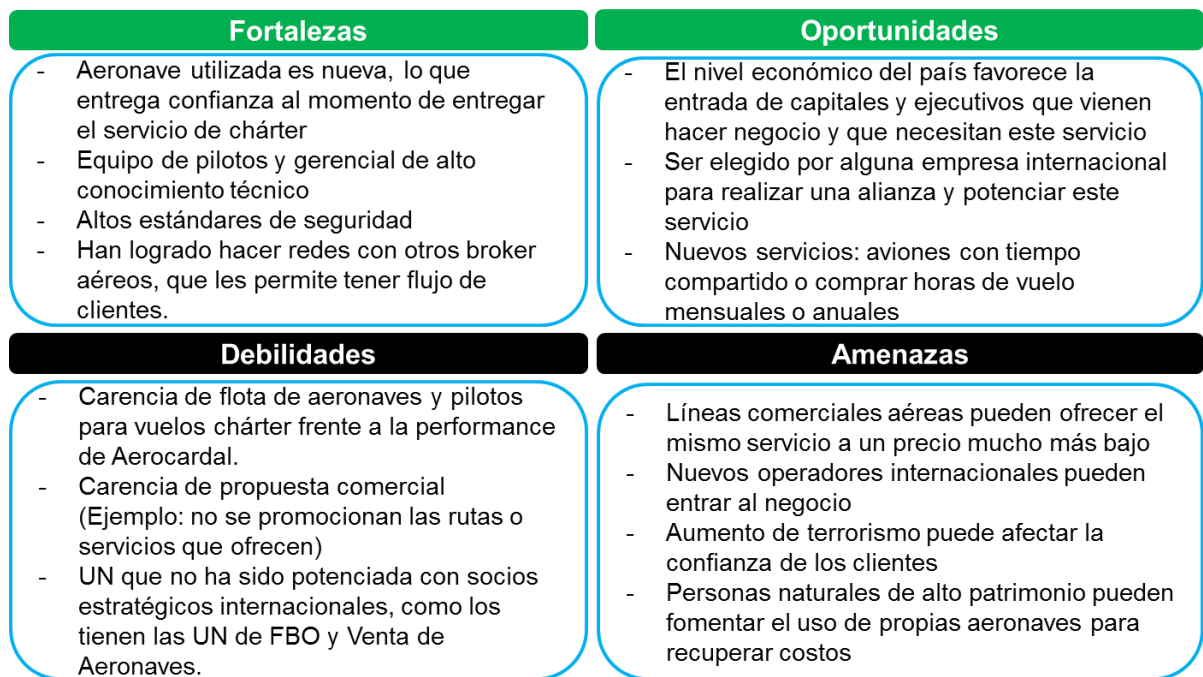 Fortalezas
- Aeronave utilizada es nueva, lo que
entrega confianza al momento de entregar
el servicio de chárter
- Equipo de pilotos y gerencial de alto
conocimiento técnico
- Altos estándares de seguridad
- Han logrado hacer redes con otros broker
aéreos, que les permite tener flujo de
clientes.
Oportunidades
- El nivel económico del país favorece la
entrada de capitales y ejecutivos que vienen
hacer negocio y que necesitan este servicio
- Ser elegido por alguna empresa internacional
para realizar una alianza y potenciar este
servicio
- Nuevos servicios: aviones con tiempo
compartido o comprar horas de vuelo
mensuales o anuales
Debilidades
- Carencia de flota de aeronaves y pilotos
para vuelos chárter frente a la performance
de Aerocardal.
- Carencia de propuesta comercial
(Ejemplo: no se promocionan las rutas o
servicios que ofrecen)
- UN que no ha sido potenciada con socios
estratégicos internacionales, como los
tienen las UN de FBO y Venta de
Aeronaves.
Amenazas
- Líneas comerciales aéreas pueden ofrecer el
mismo servicio a un precio mucho más bajo
- Nuevos operadores internacionales pueden
entrar al negocio
- Aumento de terrorismo puede afectar la
confianza de los clientes
- Personas naturales de alto patrimonio pueden
fomentar el uso de propias aeronaves para
recuperar costos